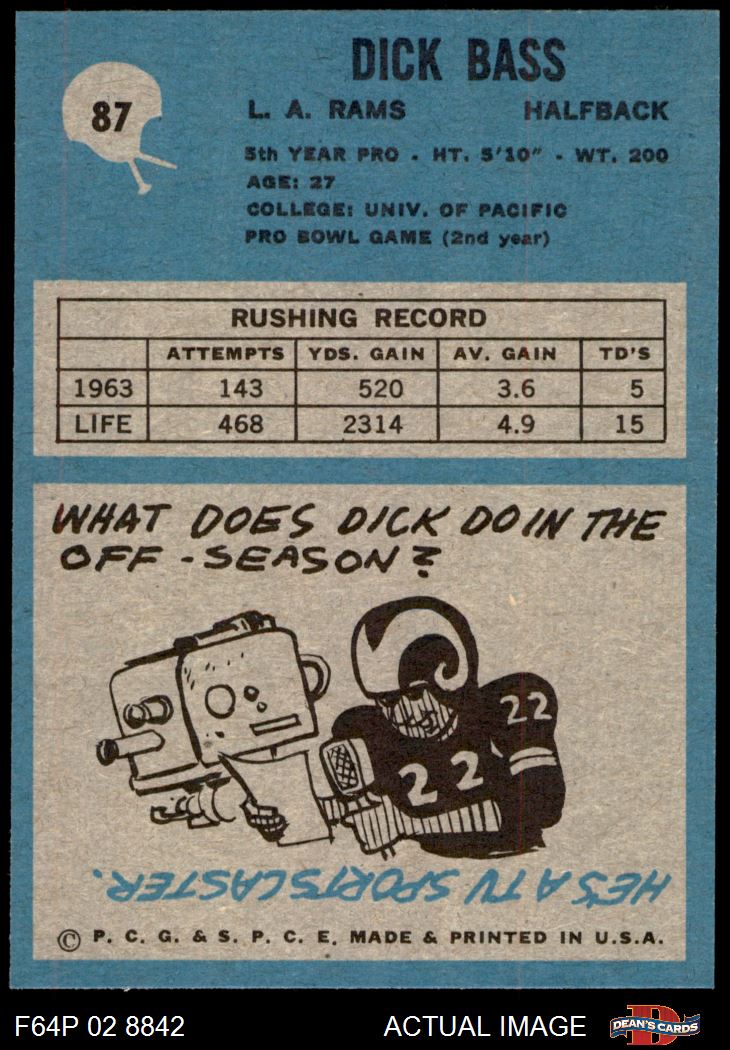 DICK BASS
87
L. A. RAMS HALFBACK
5th YEAR PRO - HT. 5'10" - WT. 200
AGE: 27
COLLEGE: UNIV. OF PACIFIC
PRO BOWL GAME (2nd year)
RUSHING RECORD
ATTEMPTS YDS. GAIN AV. GAIN TD'S
1963 143 520 3.6 5
LIFE 468 2314 4.9 15
WHAT DOES DICK DO IN THE
OFF-SEASON?
22
22
HE'S A TV SPORTSCASTER.
© P. C. G. & S. P. C. E. MADE & PRINTED IN U.S.A.
F64P 02 8842 ACTUAL IMAGE
D
DEAN'S CARDS